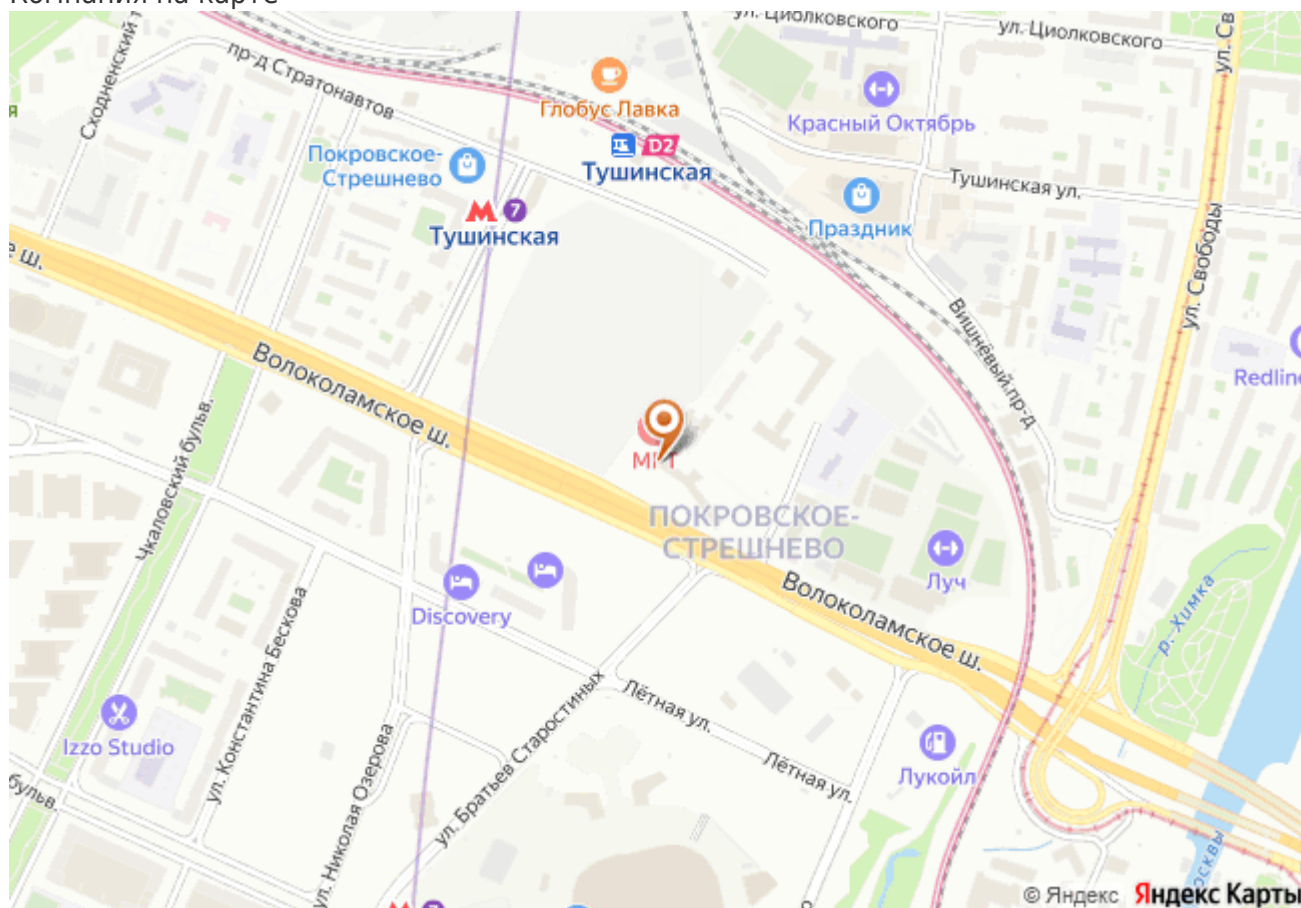 Компания на карте
ул. Циолковского
ул. Циолковского
ул. Св
Сходненский
пр-д Стратонавтов
Глобус Лавка
Красный Октябрь
Покровское-
Стрешнево
D2
Тушинская
Тушинская ул.
М 7
Тушинская
Праздник
ул. Свободы
е ш.
Вишнёвый пр-д
Redline
Волоколамское ш.
Чкаловский бульв.
ПОКРОВСКОЕ-
СТРЕШНЕВО
Луч
Discovery
Волоколамское ш.
р. Химка
ул. Константина Бескова
Лётная ул.
Izzo Studio
ул. Николая Озерова
ул. Братьев Старостиных
Лётная ул.
Лукойл
бульв.
© Яндекс Яндекс Карты